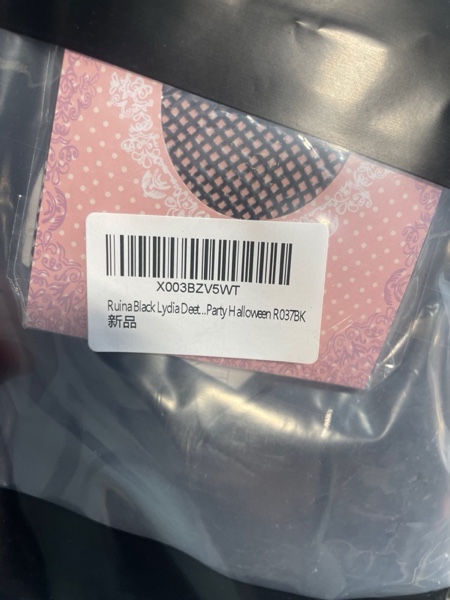 X003BZV5WT
Ruina Black Lydia Deet...Party Halloween R037BK
新品